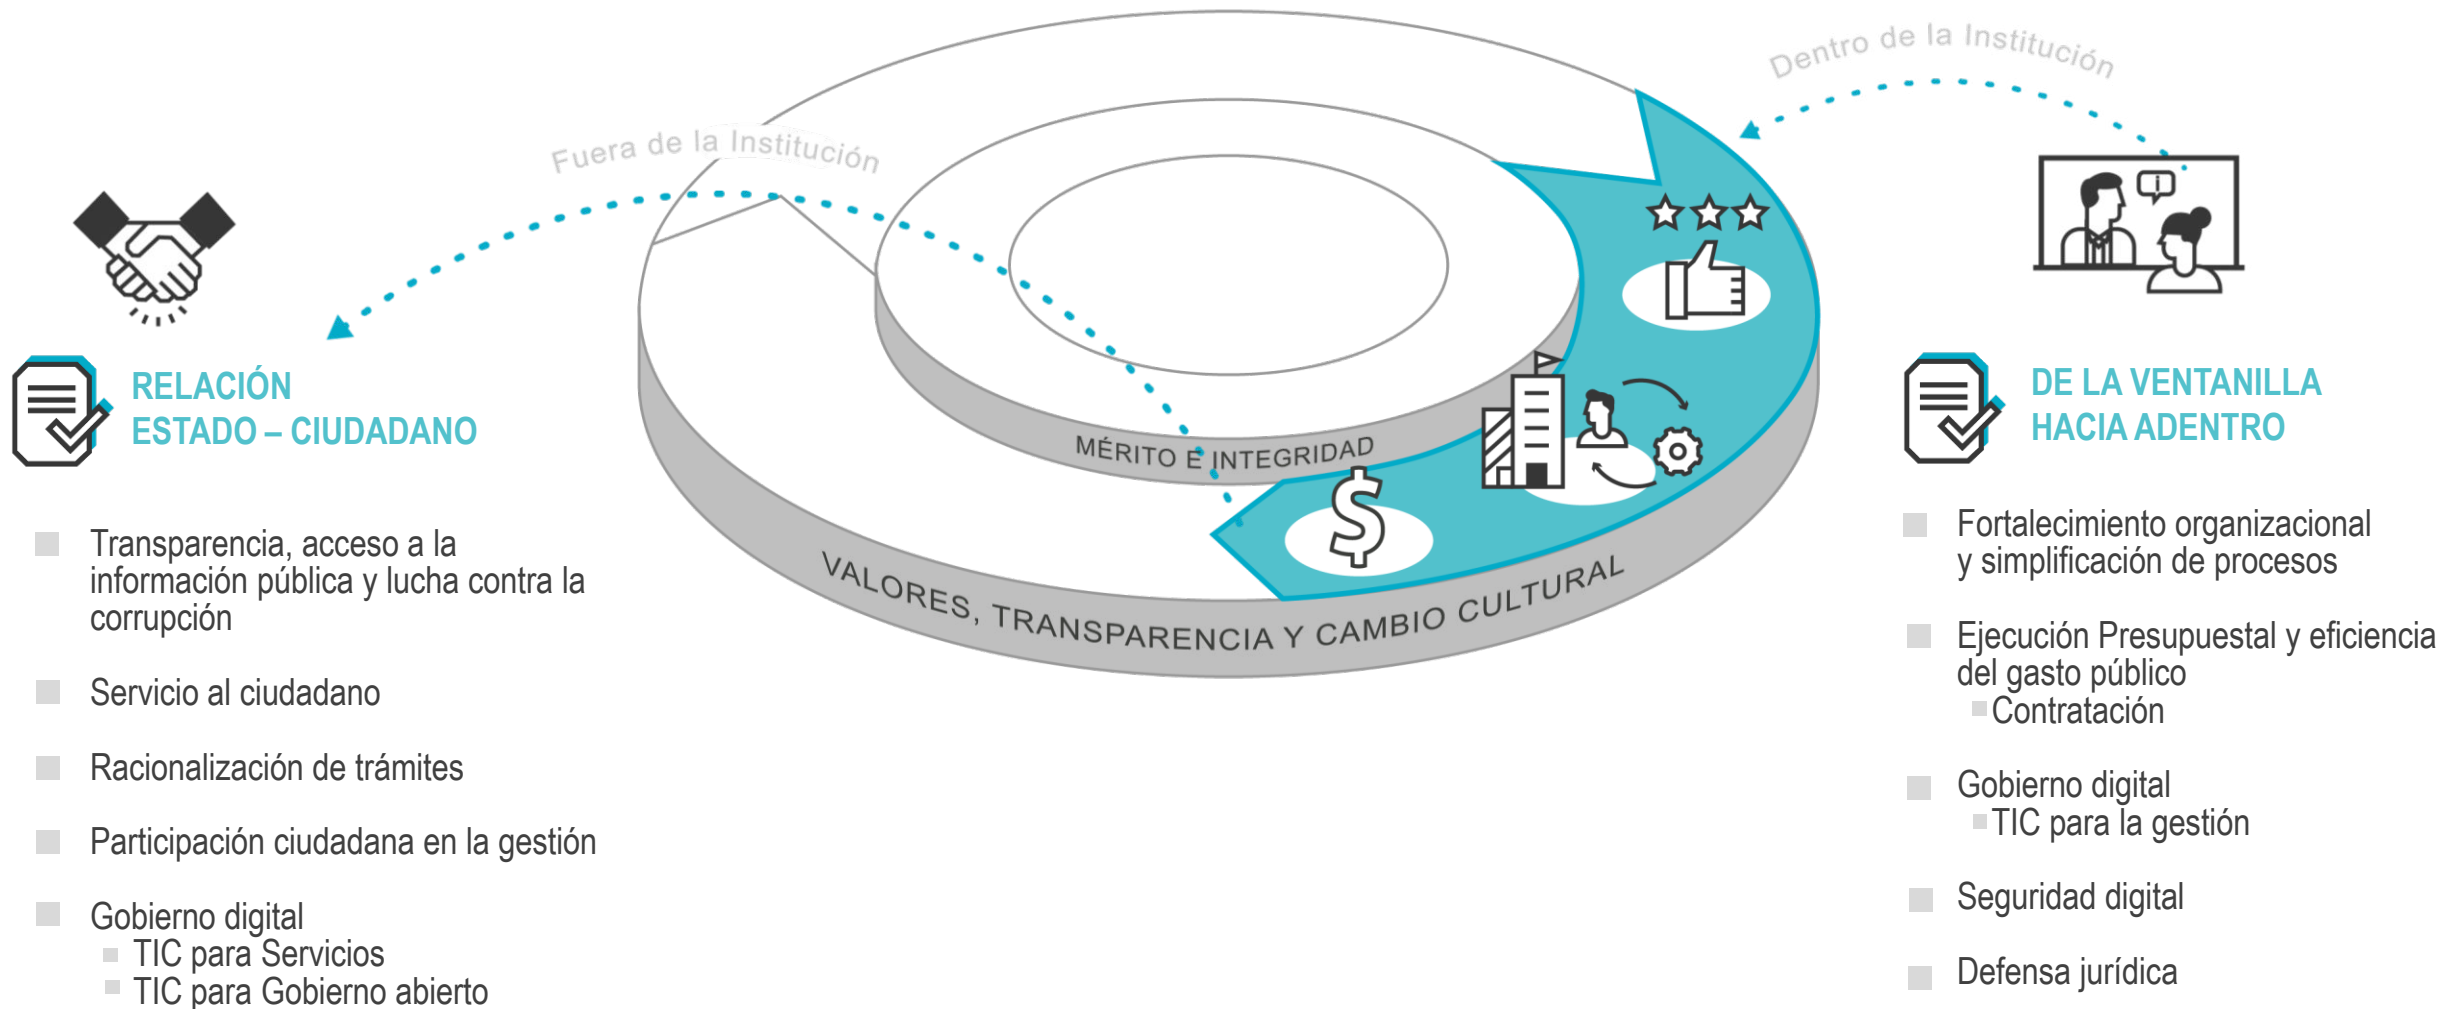 Dentro de la Institución
Fuera de la Institución
RELACIÓN
ESTADO – CIUDADANO
Transparencia, acceso a la
información pública y lucha contra la
corrupción
Servicio al ciudadano
Racionalización de trámites
Participación ciudadana en la gestión
Gobierno digital
TIC para Servicios
TIC para Gobierno abierto
MÉRITO E INTEGRIDAD
$
VALORES, TRANSPARENCIA Y CAMBIO CULTURAL
i
DE LA VENTANILLA
HACIA ADENTRO
Fortalecimiento organizacional
y simplificación de procesos
Ejecución Presupuestal y eficiencia
del gasto público
Contratación
Gobierno digital
TIC para la gestión
Seguridad digital
Defensa jurídica